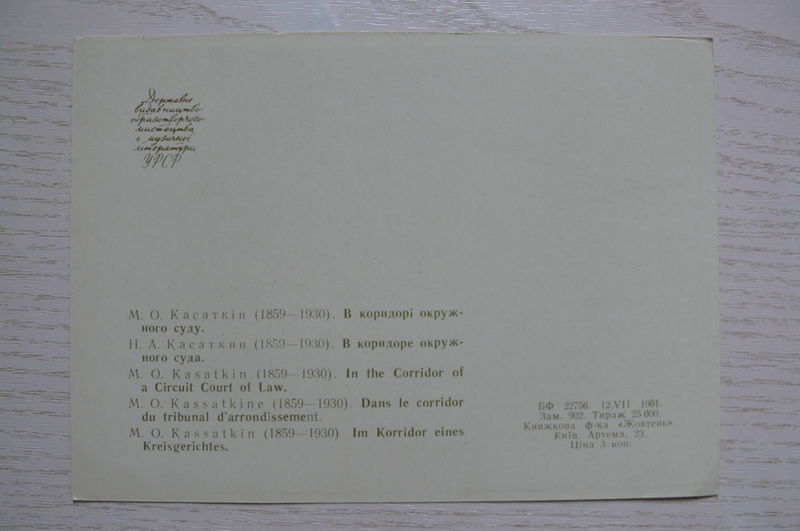 Державне
видавництво
образотворчого
мистецтва
і музичної
літератури
УРСР
М. О. Касаткін (1859—1930). В коридорі окруж-
ного суду.
Н. А. Касаткин (1859—1930). В коридоре окруж-
ного суда.
М. О. Kasatkin (1859—1930). In the Corridor of
a Circuit Court of Law.
M. O. Kassatkine (1859—1930). Dans le corridor
du tribunal d'arrondissement.
M. O. Kassatkin (1859—1930). Im Korridor eines
Kreisgerichtes.
БФ 22756. 12.VII 1961.
Зам. 902. Тираж 25 000.
Книжкова ф-ка «Жовтень».
Київ. Артема, 23.
Ціна 3 коп.